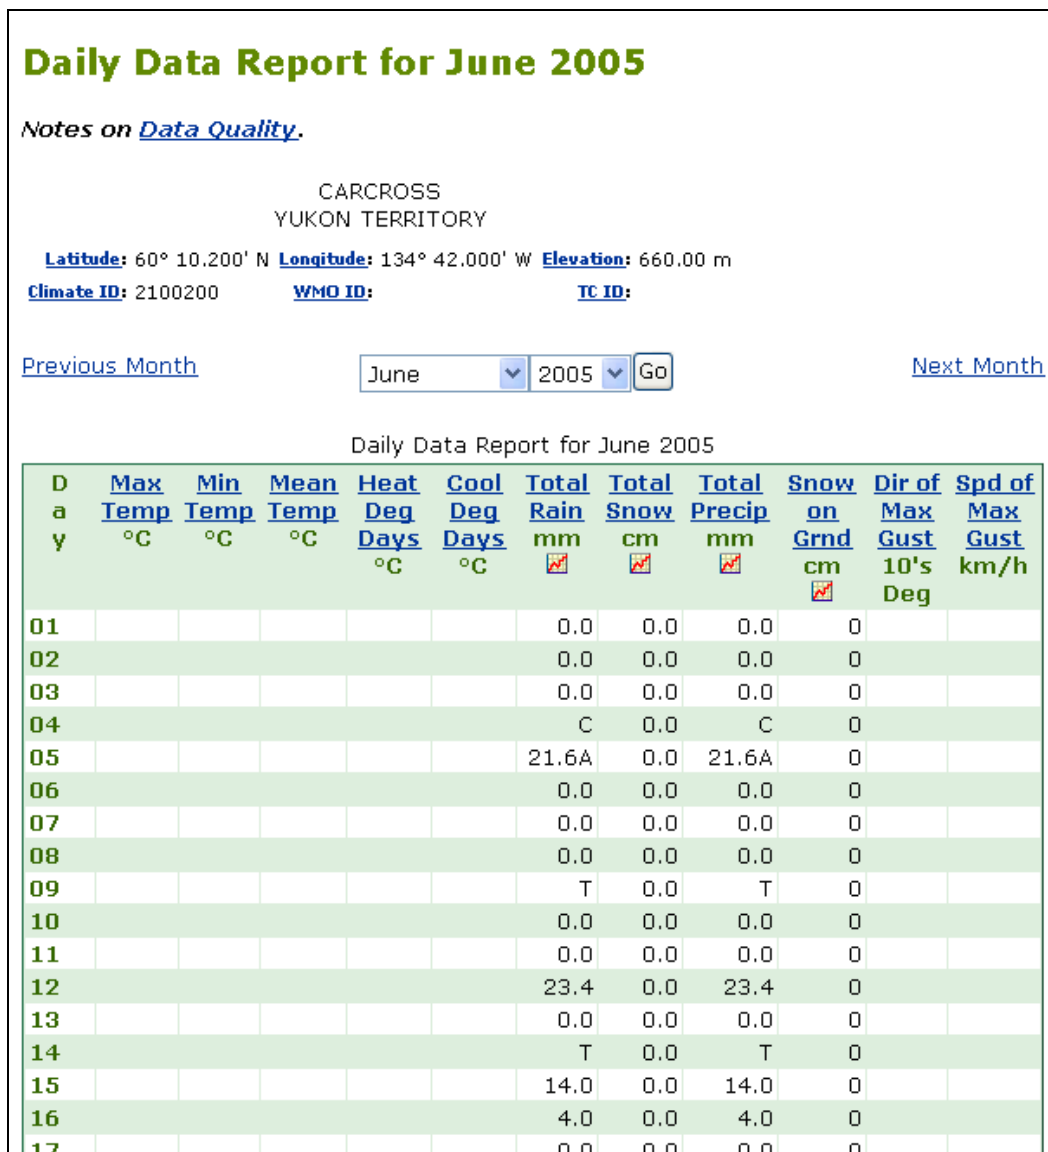 Daily Data Report for June 2005
Notes on Data Quality.
CARCROSS
YUKON TERRITORY
Latitude: 60° 10.200' N Longitude: 134° 42.000' W Elevation: 660.00 m
Climate ID: 2100200 WMO ID: TC ID:
Previous Month June 2005 Go Next Month
Daily Data Report for June 2005
D Max Min Mean Heat Cool Total Total Total Snow Dir of Spd of
a Temp Temp Temp Deg Deg Rain Snow Precip on Max Max
y °C °C °C Days Days mm cm mm Grnd Gust Gust
°C °C cm 10's km/h
Deg
01 0.0 0.0 0.0 0
02 0.0 0.0 0.0 0
03 0.0 0.0 0.0 0
04 C 0.0 C 0
05 21.6A 0.0 21.6A 0
06 0.0 0.0 0.0 0
07 0.0 0.0 0.0 0
08 0.0 0.0 0.0 0
09 T 0.0 T 0
10 0.0 0.0 0.0 0
11 0.0 0.0 0.0 0
12 23.4 0.0 23.4 0
13 0.0 0.0 0.0 0
14 T 0.0 T 0
15 14.0 0.0 14.0 0
16 4.0 0.0 4.0 0
17 0.0 0.0 0.0 0